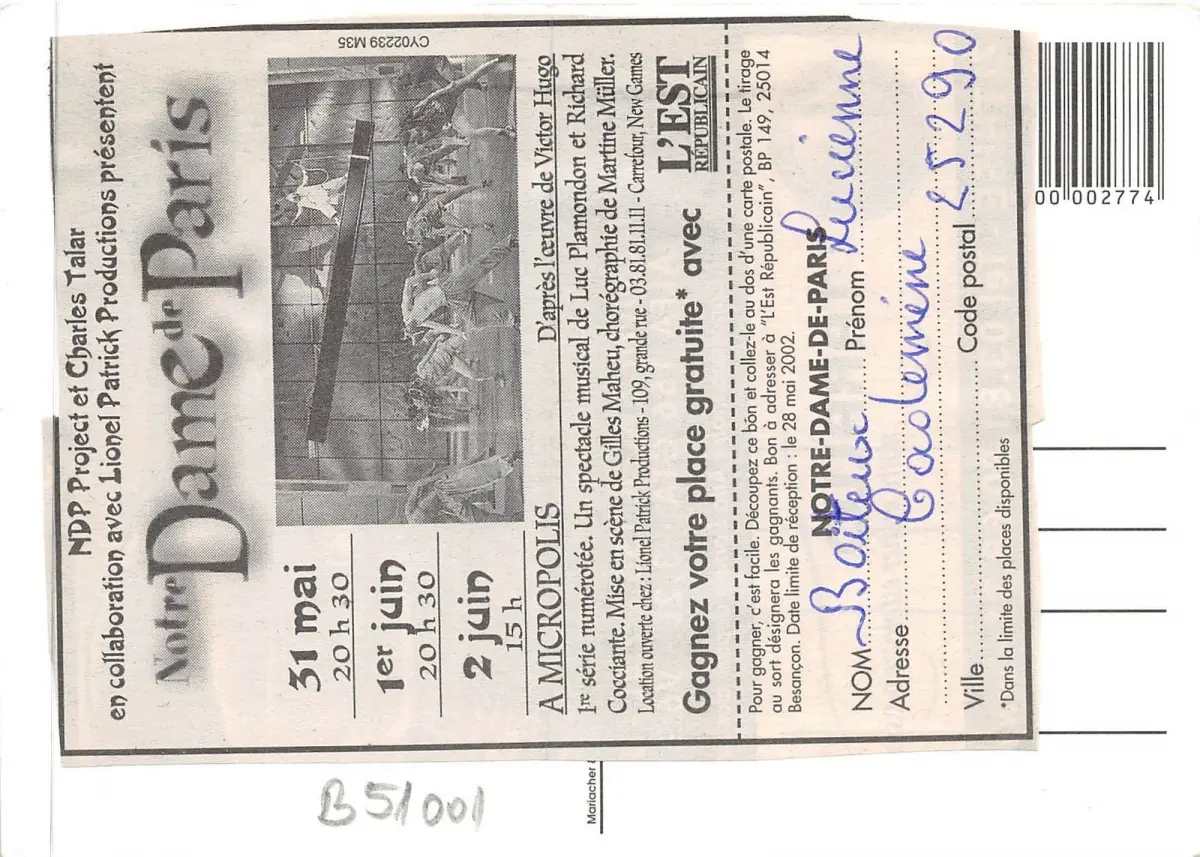 NDP Project et Charles Talar
en collaboration avec Lionel Patrick Productions présentent
Notre Dame de Paris
CY02239 M35
31 mai
20 h 30
1er juin
20 h 30
2 juin
15 h
A MICROPOLIS D'après l'œuvre de Victor Hugo
1re série numérotée. Un spectacle musical de Luc Plamondon et Richard
Cocciante. Mise en scène de Gilles Maheu, chorégraphie de Martine Müller.
Location ouverte chez : Lionel Patrick Productions - 109, grande rue - 03.81.81.11.11 - Carrefour, New Games
Gagnez votre place gratuite* avec L'EST RÉPUBLICAIN
Pour gagner, c'est facile. Découpez ce bon et collez-le au dos d'une carte postale. Le tirage
au sort désignera les gagnants. Bon à adresser à "L'Est Républicain", BP 149, 25014
Besançon. Date limite de réception : le 28 mai 2002.
NOTRE-DAME-DE-PARIS
NOM Boiteux Prénom Lucienne
Adresse
Ville Code postal 25290
*Dans la limite des places disponibles
00 002774
Mariacher
B51001